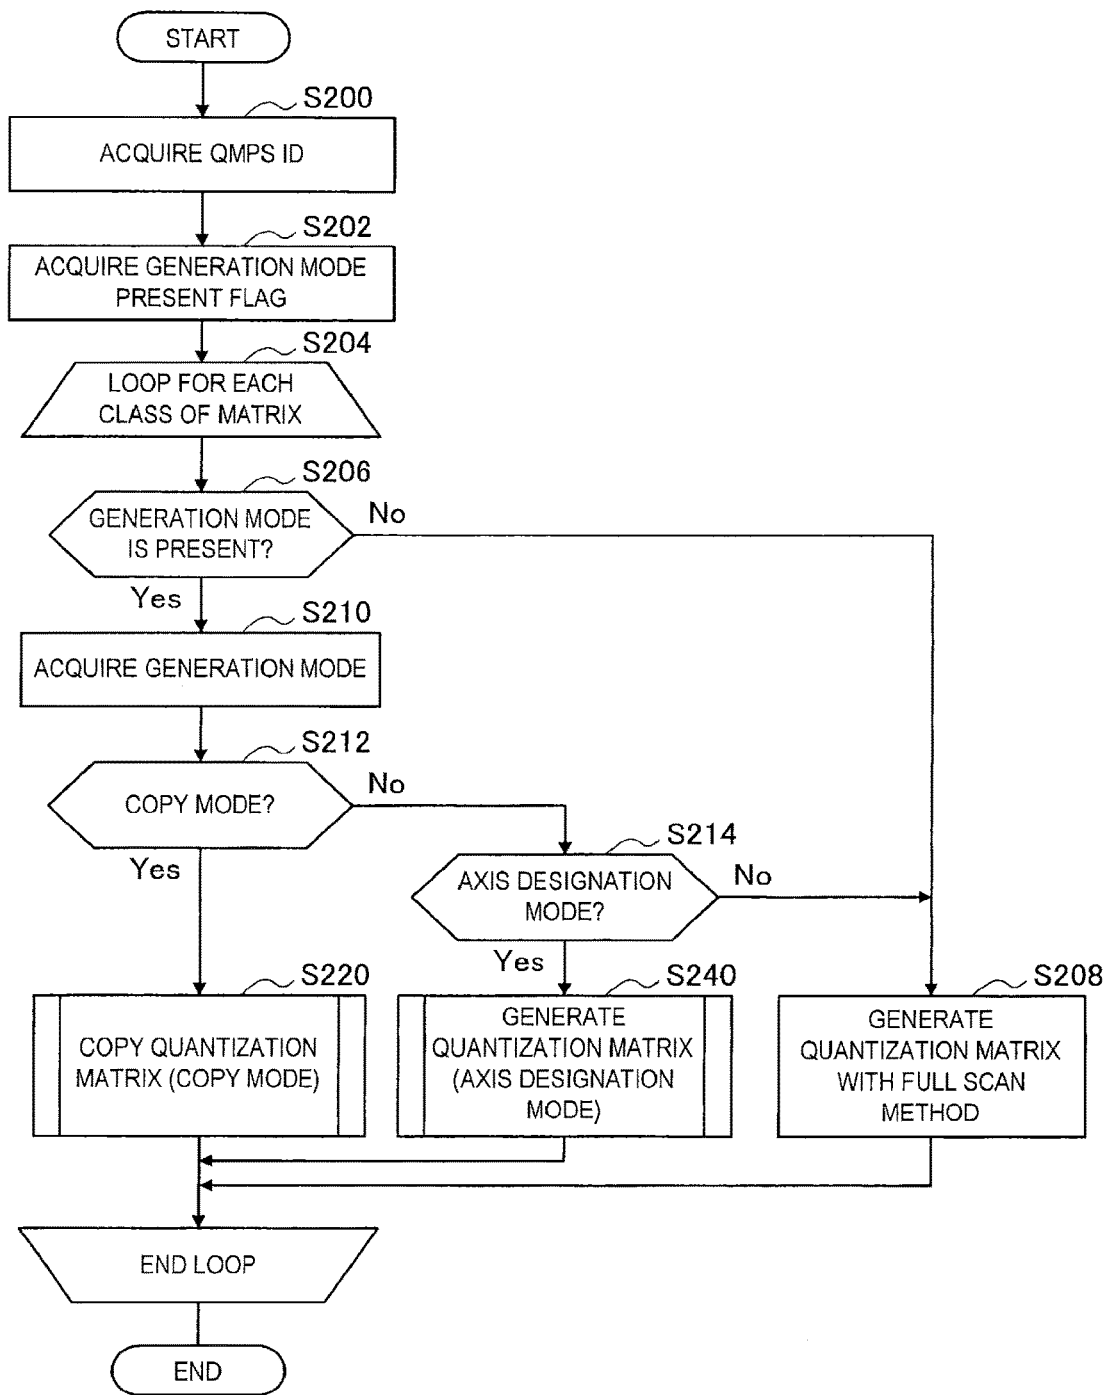 START
S200
ACQUIRE QMPS ID
S202
ACQUIRE GENERATION MODE
PRESENT FLAG
S204
LOOP FOR EACH
CLASS OF MATRIX
S206
GENERATION MODE
IS PRESENT?
No
Yes
S210
ACQUIRE GENERATION MODE
S212
COPY MODE?
No
Yes
S214
AXIS DESIGNATION
MODE?
No
Yes
S220
COPY QUANTIZATION
MATRIX (COPY MODE)
S240
GENERATE
QUANTIZATION MATRIX
(AXIS DESIGNATION
MODE)
S208
GENERATE
QUANTIZATION MATRIX
WITH FULL SCAN
METHOD
END LOOP
END